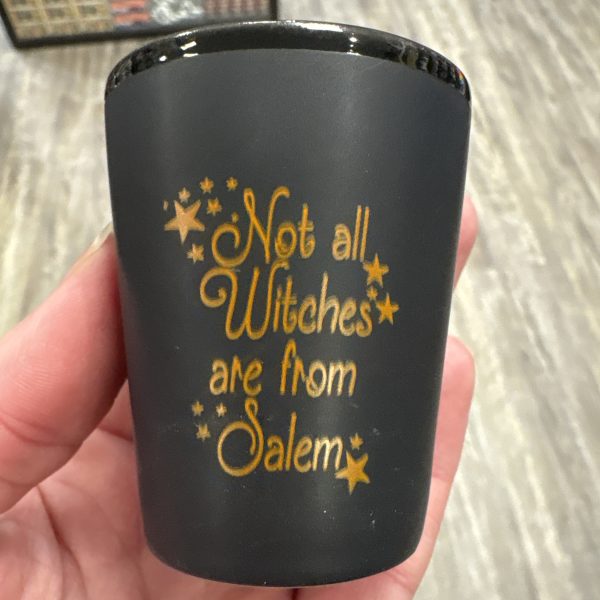 Not all
Witches
are from
Salem